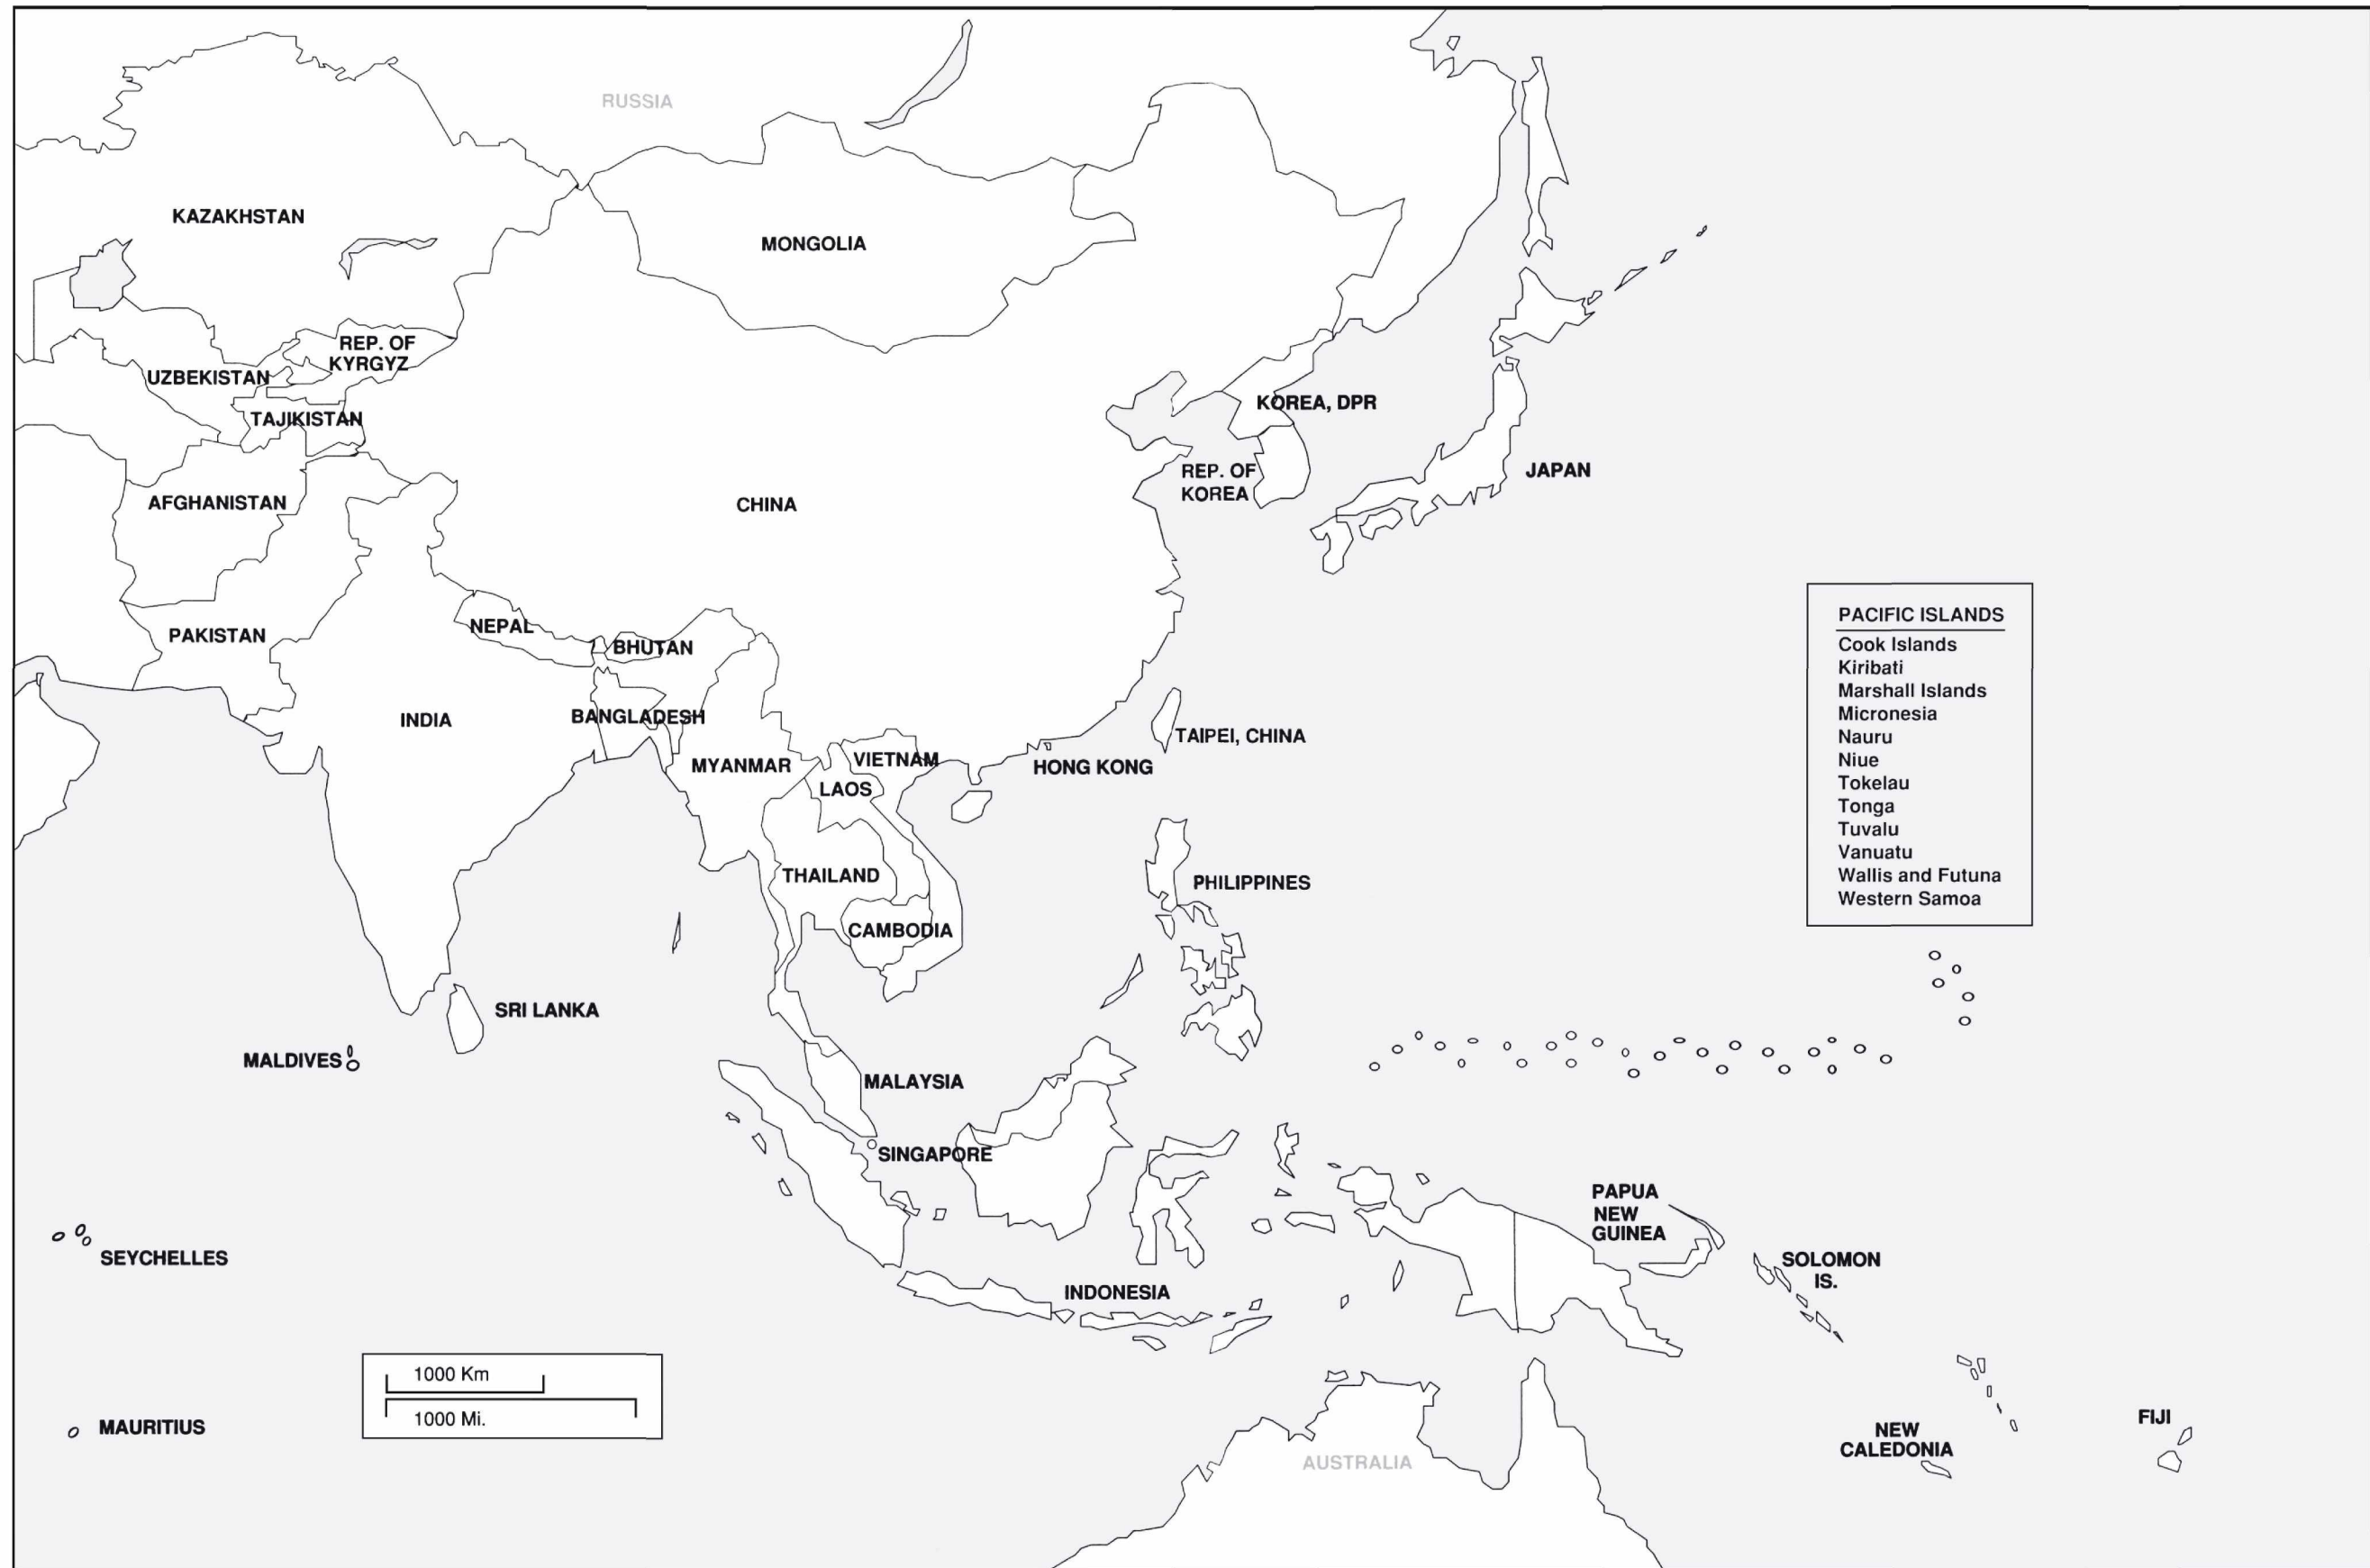 RUSSIA
KAZAKHSTAN
MONGOLIA
REP. OF
KYRGYZ
UZBEKISTAN
TAJIKISTAN
KOREA, DPR
REP. OF
KOREA
JAPAN
AFGHANISTAN
CHINA
PAKISTAN
NEPAL
BHUTAN
INDIA
BANGLADESH
TAIPEI, CHINA
MYANMAR
VIETNAM
HONG KONG
LAOS
THAILAND
PHILIPPINES
CAMBODIA
SRI LANKA
MALDIVES
MALAYSIA
SINGAPORE
PACIFIC ISLANDS
Cook Islands
Kiribati
Marshall Islands
Micronesia
Nauru
Niue
Tokelau
Tonga
Tuvalu
Vanuatu
Wallis and Futuna
Western Samoa
PAPUA
NEW
GUINEA
SEYCHELLES
SOLOMON
IS.
INDONESIA
1000 Km
1000 Mi.
MAURITIUS
AUSTRALIA
NEW
CALEDONIA
FIJI